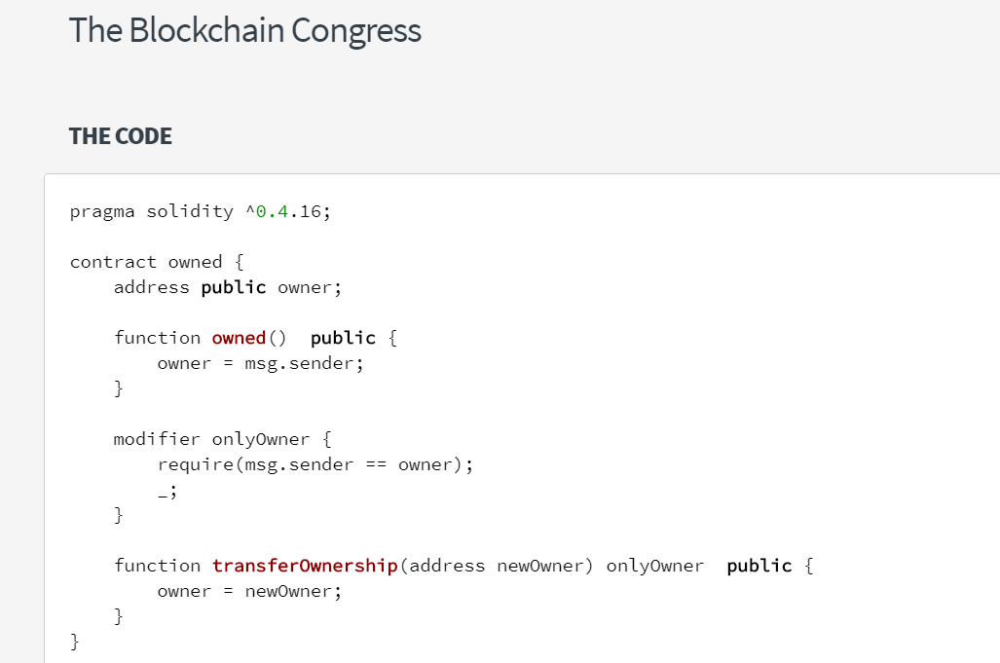 The Blockchain Congress
THE CODE
pragma solidity ^0.4.16;
contract owned {
address public owner;
function owned()  public {
owner = msg.sender;
}
modifier onlyOwner {
require(msg.sender == owner);
_;
}
function transferOwnership(address newOwner) onlyOwner  public {
owner = newOwner;
}
}